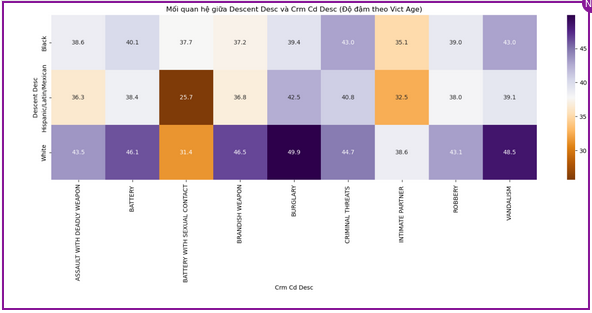 N
Mối quan hệ giữa Descent Desc và Crm Cd Desc (Độ đậm theo Vict Age)
Descent Desc
Black
38.6 40.1 37.7 37.2 39.4 43.0 35.1 39.0 43.0
Hispanic/Latin/Mexican
36.3 38.4 25.7 36.8 42.5 40.8 32.5 38.0 39.1
White
43.5 46.1 31.4 46.5 49.9 44.7 38.6 43.1 48.5
ASSAULT WITH DEADLY WEAPON
BATTERY
BATTERY WITH SEXUAL CONTACT
BRANDISH WEAPON
BURGLARY
CRIMINAL THREATS
INTIMATE PARTNER
ROBBERY
VANDALISM
Crm Cd Desc
45
40
35
30